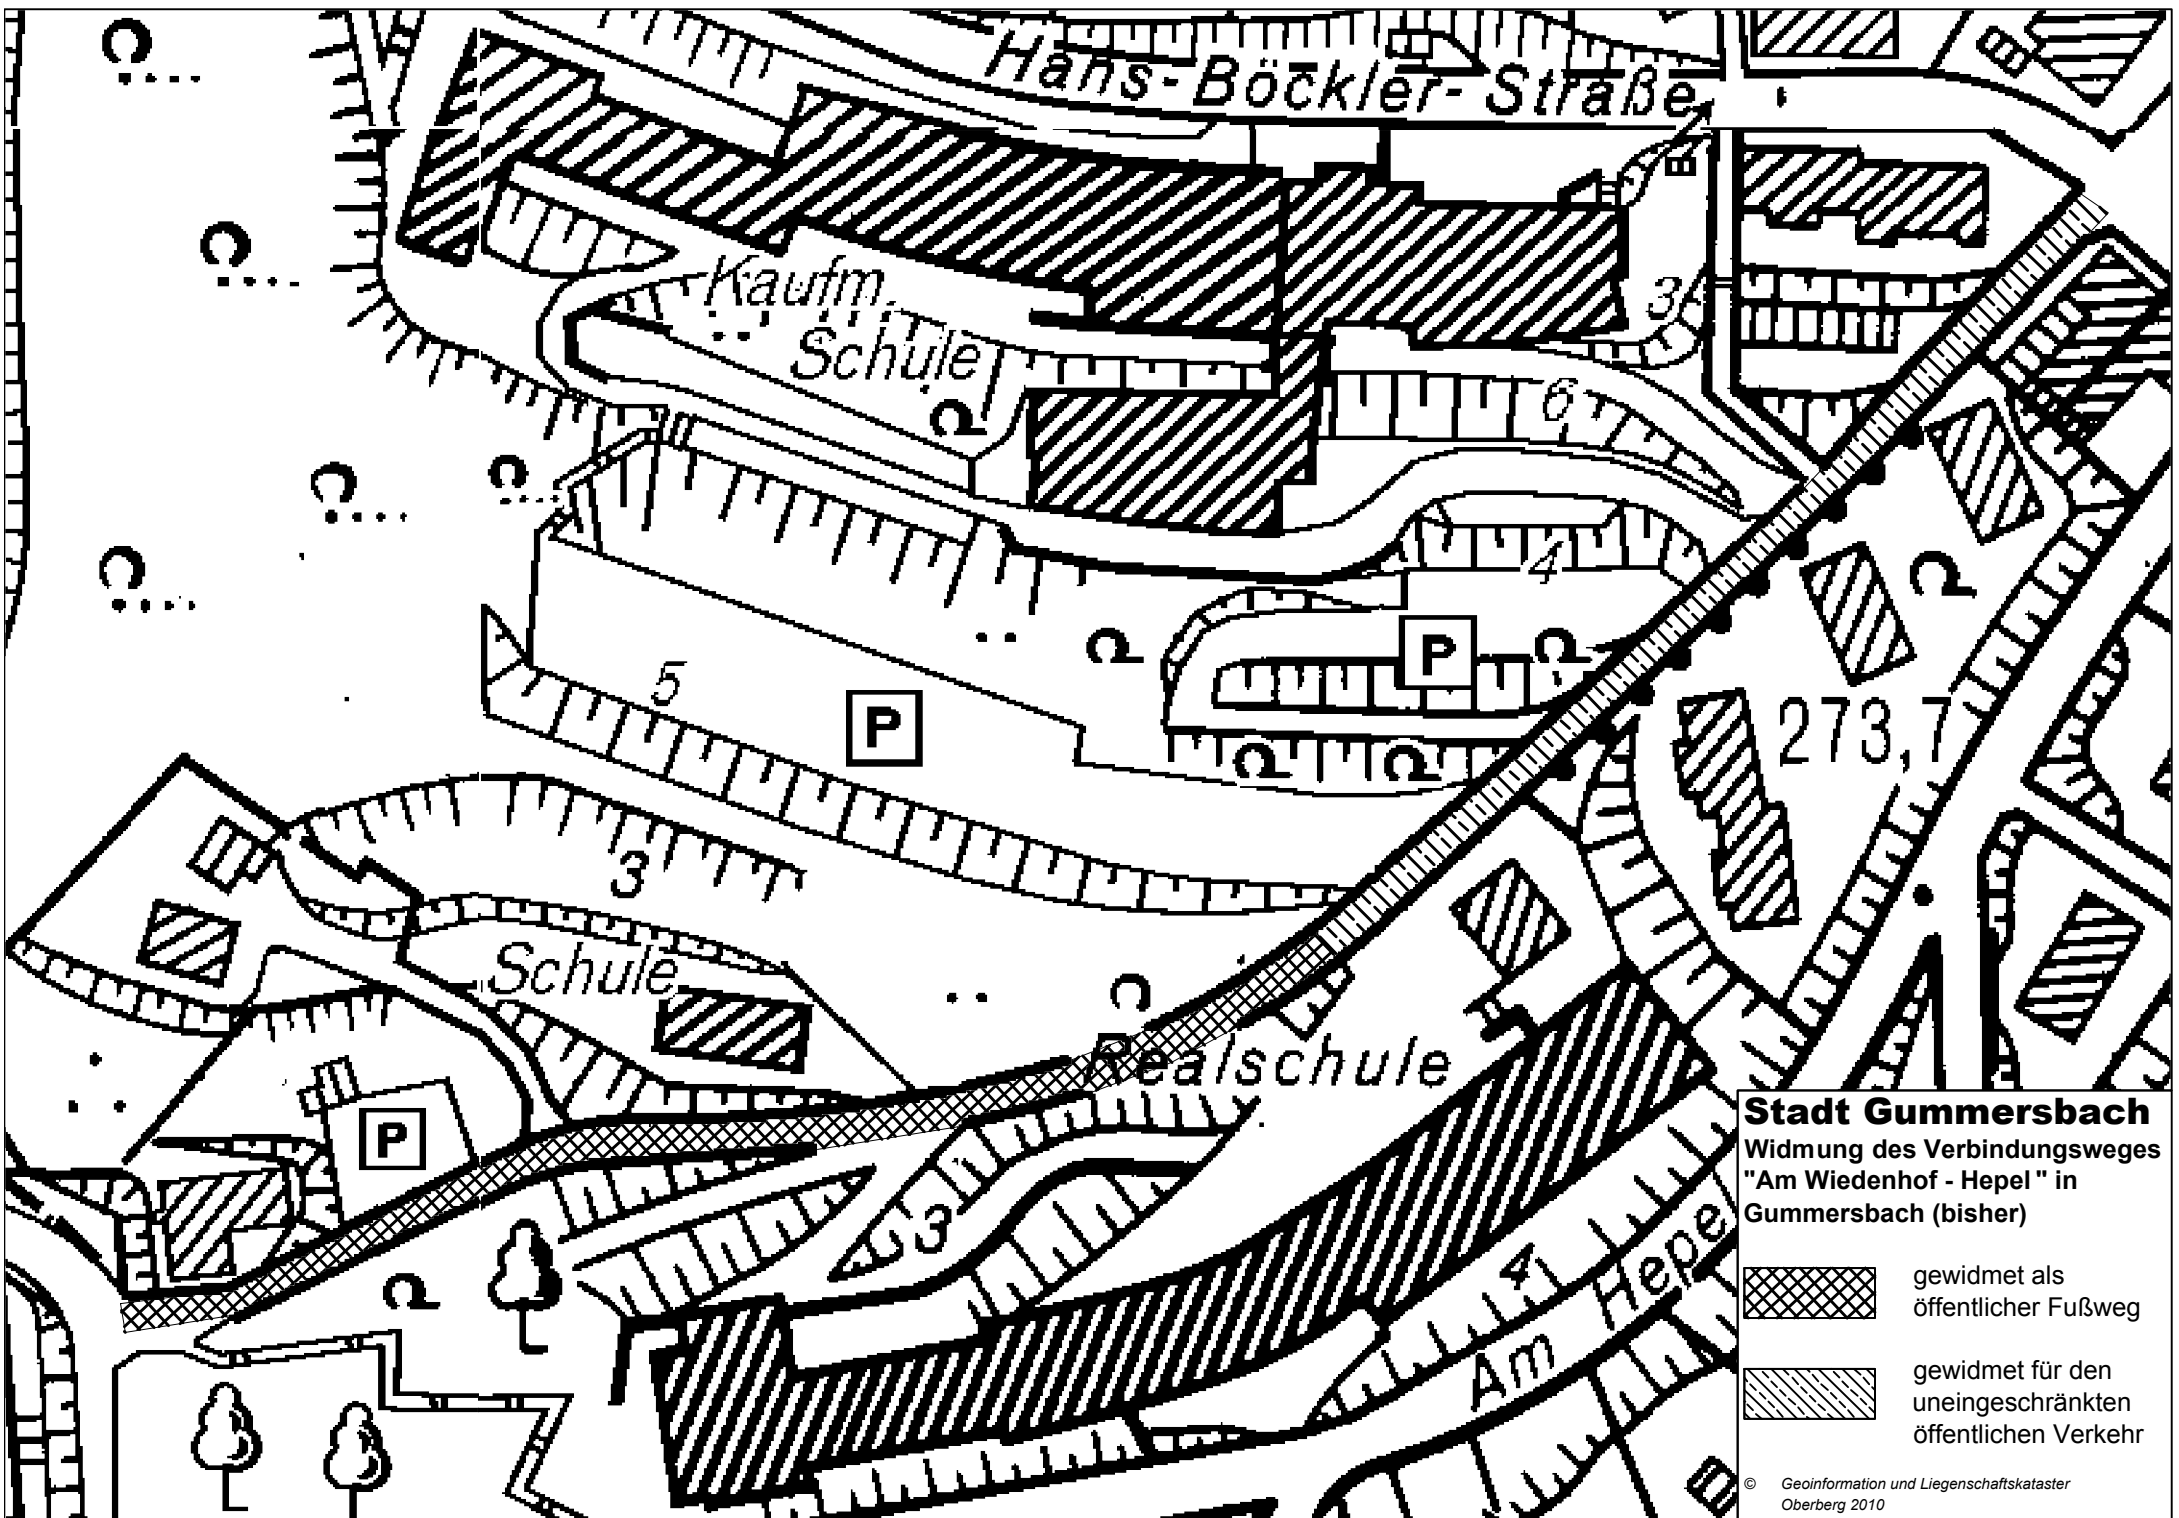 Hans-Böckler-Straße
Kaufm.
Schule
3
6
4
P
5
P
273,7
3
Schule
Realschule
P
3
4
Am Hepel
Stadt Gummersbach
Widmung des Verbindungsweges
"Am Wiedenhof - Hepel" in
Gummersbach (bisher)
gewidmet als
öffentlicher Fußweg
gewidmet für den
uneingeschränkten
öffentlichen Verkehr
© Geoinformation und Liegenschaftskataster
Oberberg 2010